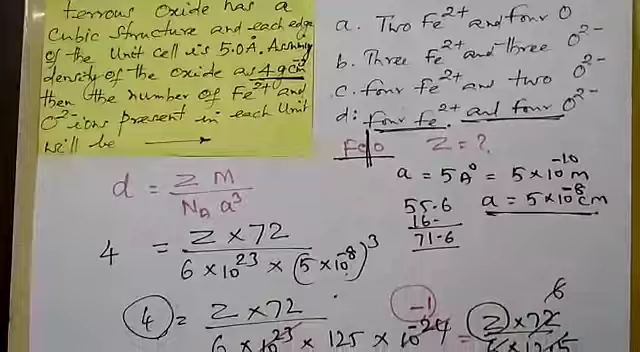 ferrous Oxide has a
Cubic Structure and each edge
of the Unit cell is 5.0Å. Assuming
density of the oxide as 4 g cm⁻³
then the number of Fe²⁺ and
O²⁻ ions present in each Unit
will be →
a. Two Fe²⁺ and four O
b. Three Fe²⁺ and Three O²⁻
c. four Fe²⁺ and two O²⁻
d: four fe²⁺ and four O²⁻
Fe|O Z = ?
a = 5A° = 5 × 10⁻¹⁰ m
a = 5×10⁻⁸ cm
55.6
16-
71.6
d = Z M / N_A a³
4 = Z × 72 / 6 × 10²³ × (5 × 10⁻⁸)³
4 = Z × 72 / 6 × 10²³ × 125 × 10⁻²⁴
-1
6
Z × 72